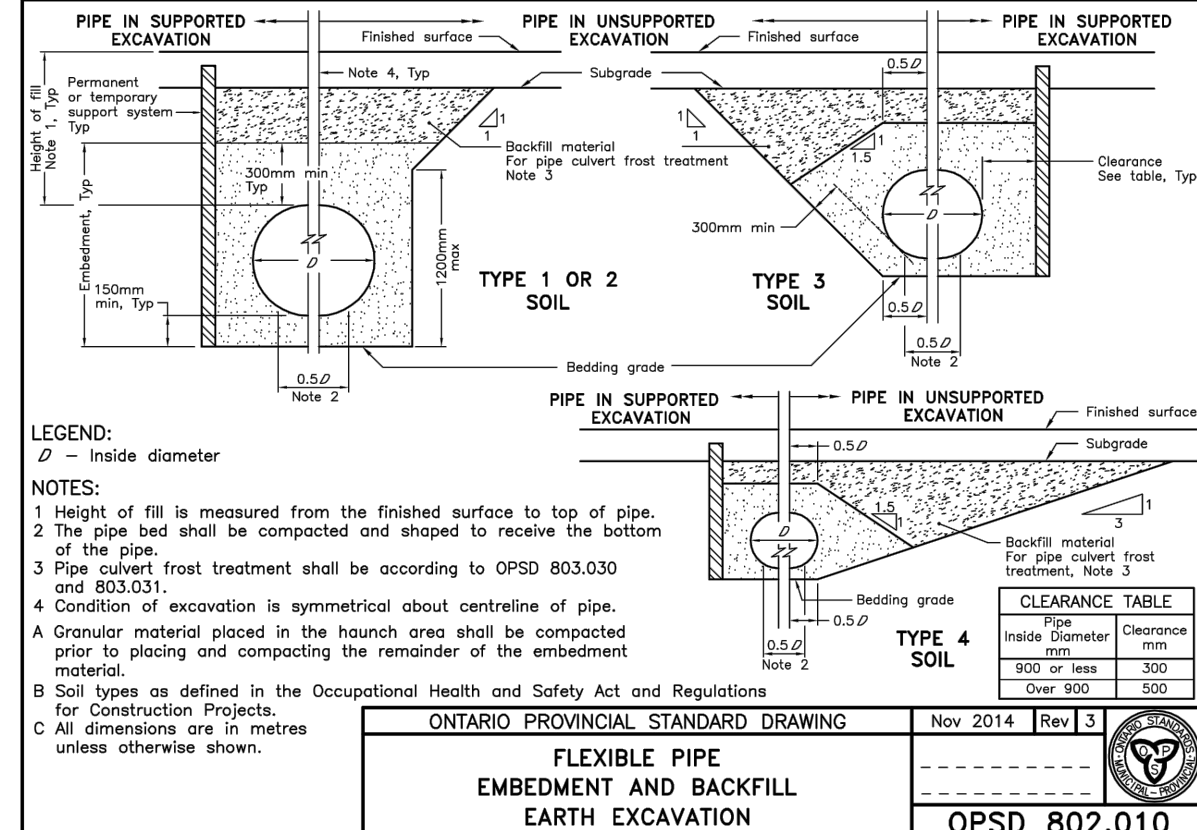 PIPE IN SUPPORTED
EXCAVATION
PIPE IN UNSUPPORTED
EXCAVATION
PIPE IN SUPPORTED
EXCAVATION
Finished surface
Finished surface
Height of fill
Note 1, Typ
Permanent
or temporary
support system
Typ
Note 4, Typ
Subgrade
0.5D
1
1
1
1
Backfill material
For pipe culvert frost treatment
Note 3
1
1.5
Clearance
See table, Typ
300mm min
Typ
Embedment, Typ
D
1200mm
max
150mm
min, Typ
300mm min
D
TYPE 1 OR 2
SOIL
TYPE 3
SOIL
0.5D
0.5D
Note 2
0.5D
Note 2
Bedding grade
PIPE IN SUPPORTED
EXCAVATION
PIPE IN UNSUPPORTED
EXCAVATION
Finished surface
Subgrade
0.5D
1.5
1
1
3
D
Backfill material
For pipe culvert frost
treatment, Note 3
Bedding grade
0.5D
0.5D
Note 2
TYPE 4
SOIL
LEGEND:
D – Inside diameter
NOTES:
1 Height of fill is measured from the finished surface to top of pipe.
2 The pipe bed shall be compacted and shaped to receive the bottom
of the pipe.
3 Pipe culvert frost treatment shall be according to OPSD 803.030
and 803.031.
4 Condition of excavation is symmetrical about centreline of pipe.
A Granular material placed in the haunch area shall be compacted
prior to placing and compacting the remainder of the embedment
material.
B Soil types as defined in the Occupational Health and Safety Act and Regulations
for Construction Projects.
C All dimensions are in metres
unless otherwise shown.
CLEARANCE TABLE
Pipe
Inside Diameter
mm
Clearance
mm
900 or less 300
Over 900 500
ONTARIO PROVINCIAL STANDARD DRAWING
Nov 2014 Rev 3
FLEXIBLE PIPE
EMBEDMENT AND BACKFILL
EARTH EXCAVATION
ONTARIO STANDARDS
MUNICIPAL – PROVINCIAL
O P S
OPSD 802.010